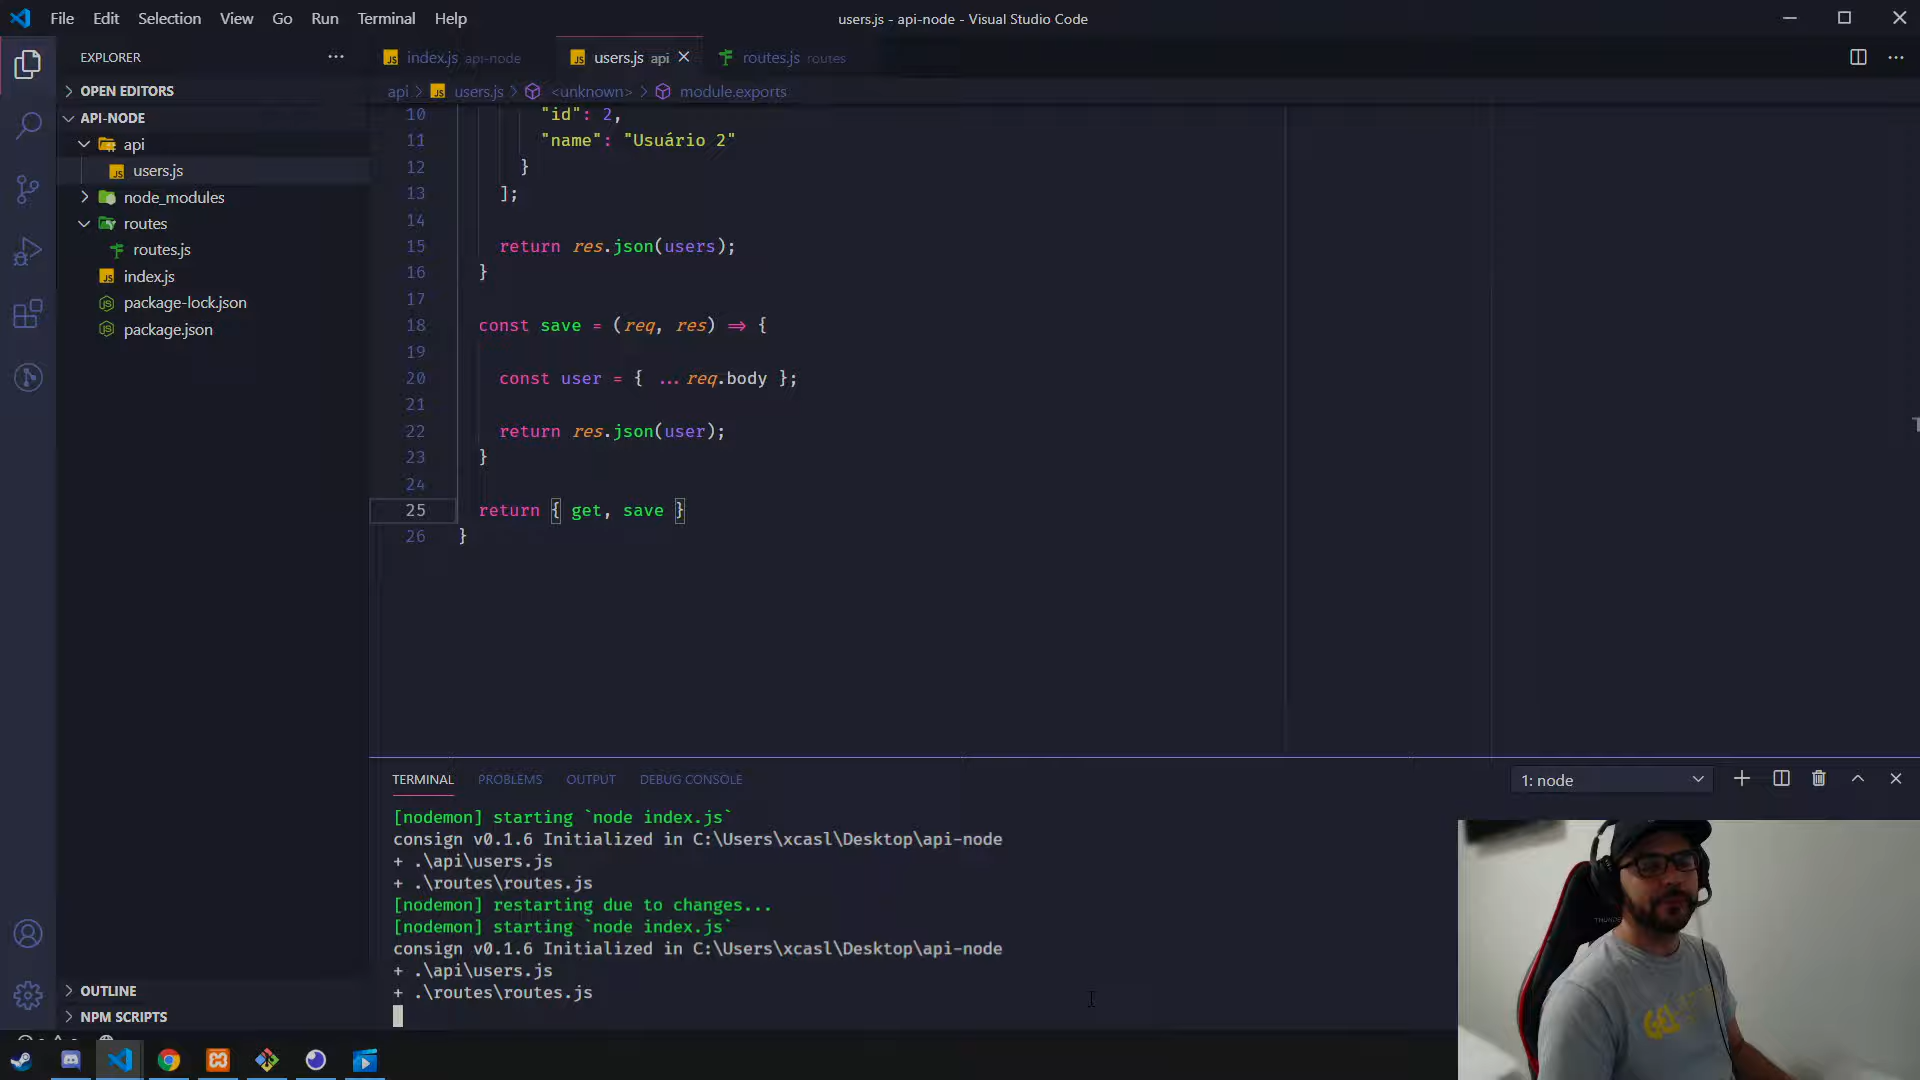 File Edit Selection View Go Run Terminal Help
users.js - api-node - Visual Studio Code
EXPLORER
OPEN EDITORS
API-NODE
api
users.js
node_modules
routes
routes.js
index.js
package-lock.json
package.json
OUTLINE
NPM SCRIPTS
index.js api-node
users.js api
routes.js routes
api > users.js > <unknown> > module.exports
10 "id": 2,
11 "name": "Usuário 2"
12 }
13 ];
14
15 return res.json(users);
16 }
17
18 const save = (req, res) => {
19
20 const user = { ...req.body };
21
22 return res.json(user);
23 }
24
25 return { get, save }
26 }
TERMINAL PROBLEMS OUTPUT DEBUG CONSOLE
1: node
[nodemon] starting `node index.js`
consign v0.1.6 Initialized in C:\Users\xcasl\Desktop\api-node
+ .\api\users.js
+ .\routes\routes.js
[nodemon] restarting due to changes...
[nodemon] starting `node index.js`
consign v0.1.6 Initialized in C:\Users\xcasl\Desktop\api-node
+ .\api\users.js
+ .\routes\routes.js